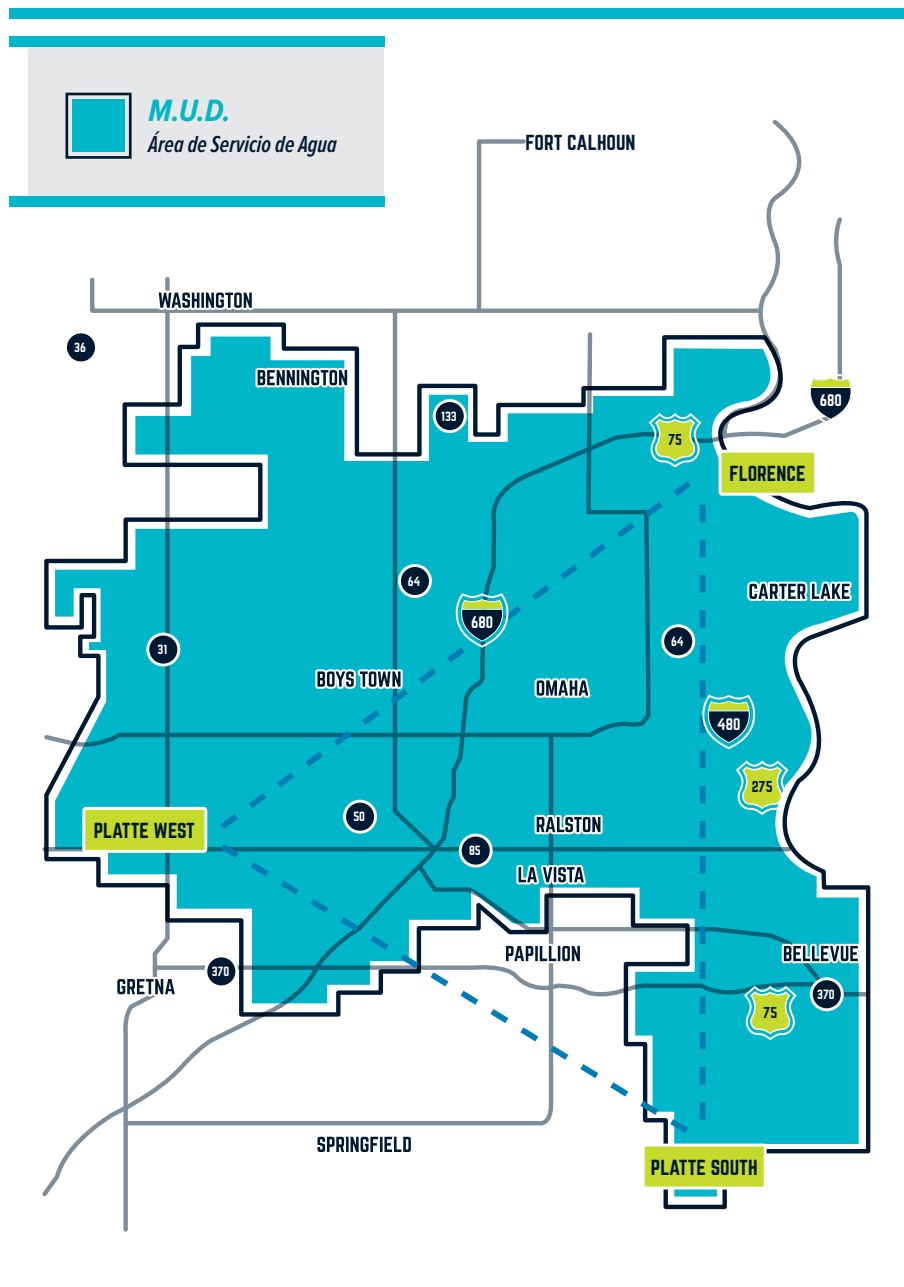 M.U.D.
Área de Servicio de Agua
FORT CALHOUN
WASHINGTON
36
BENNINGTON
680
133
75
FLORENCE
64
CARTER LAKE
680
31
64
BOYS TOWN
OMAHA
480
275
50
RALSTON
PLATTE WEST
85
LA VISTA
PAPILLION
BELLEVUE
370
GRETNA
370
75
SPRINGFIELD
PLATTE SOUTH